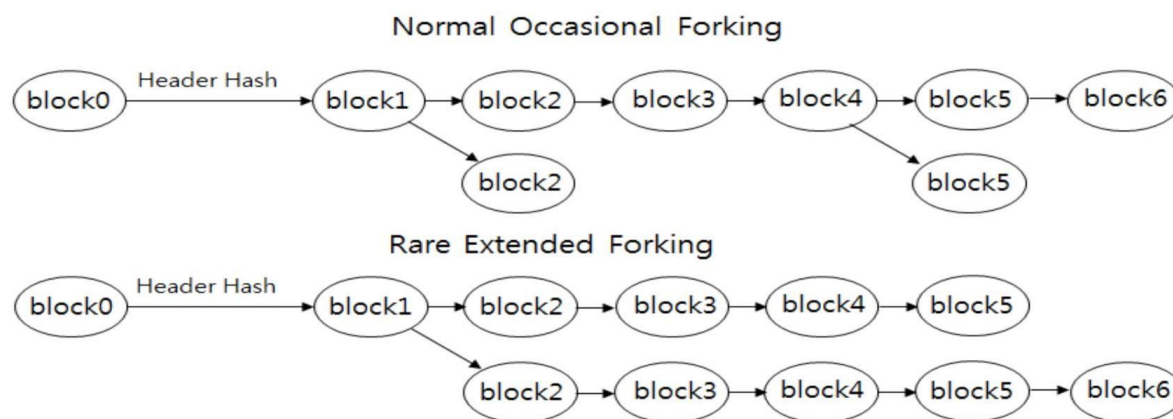 Normal Occasional Forking
Header Hash
block0 block1 block2 block3 block4 block5 block6
block2 block5
Rare Extended Forking
Header Hash
block0 block1 block2 block3 block4 block5
block2 block3 block4 block5 block6